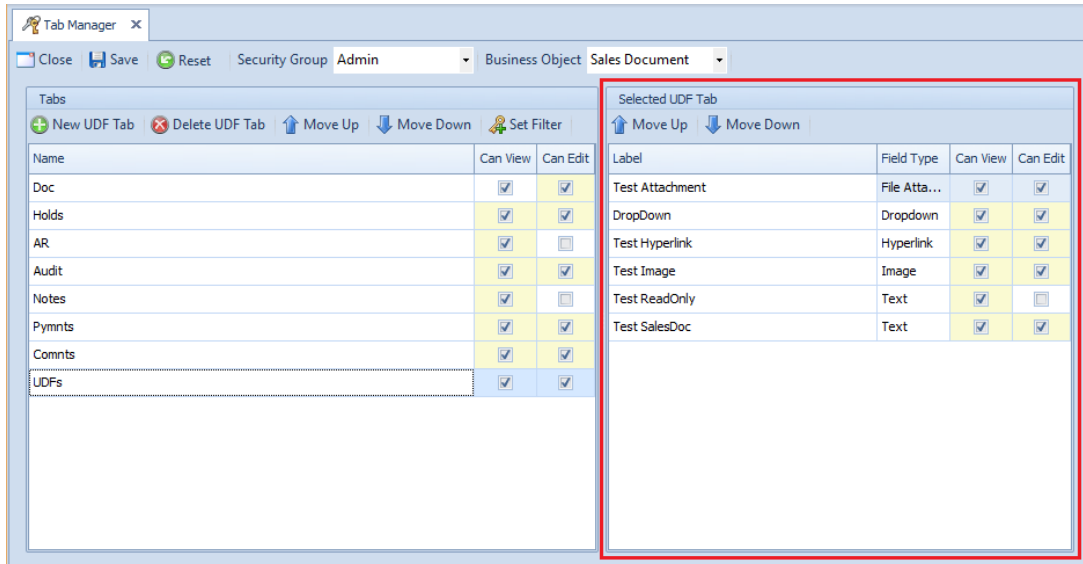 Tab Manager
Close Save Reset Security Group Admin Business Object Sales Document
Tabs
New UDF Tab Delete UDF Tab Move Up Move Down Set Filter
Name Can View Can Edit
Doc
Holds
AR
Audit
Notes
Pymnts
Comnts
UDFs
Selected UDF Tab
Move Up Move Down
Label Field Type Can View Can Edit
Test Attachment File Atta...
DropDown Dropdown
Test Hyperlink Hyperlink
Test Image Image
Test ReadOnly Text
Test SalesDoc Text